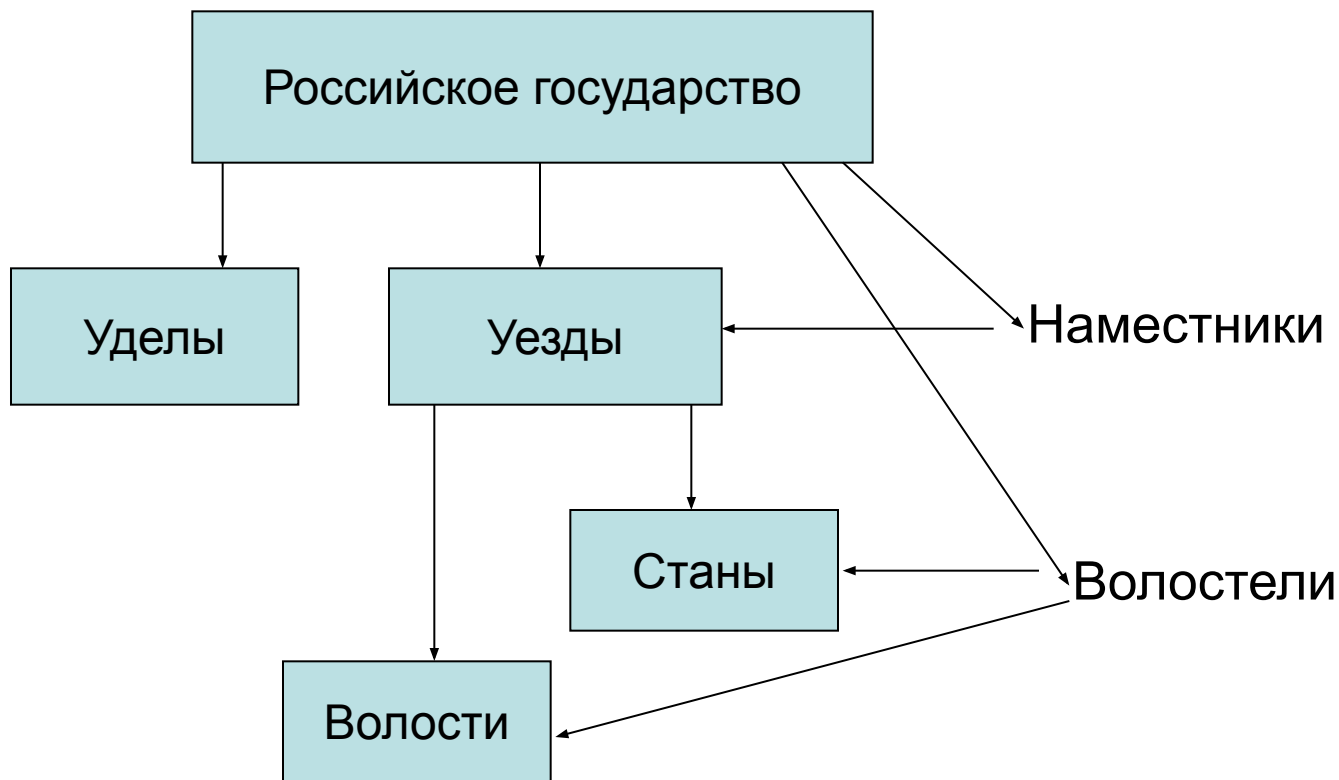 Российское государство
Уделы
Уезды
Наместники
Станы
Волостели
Волости